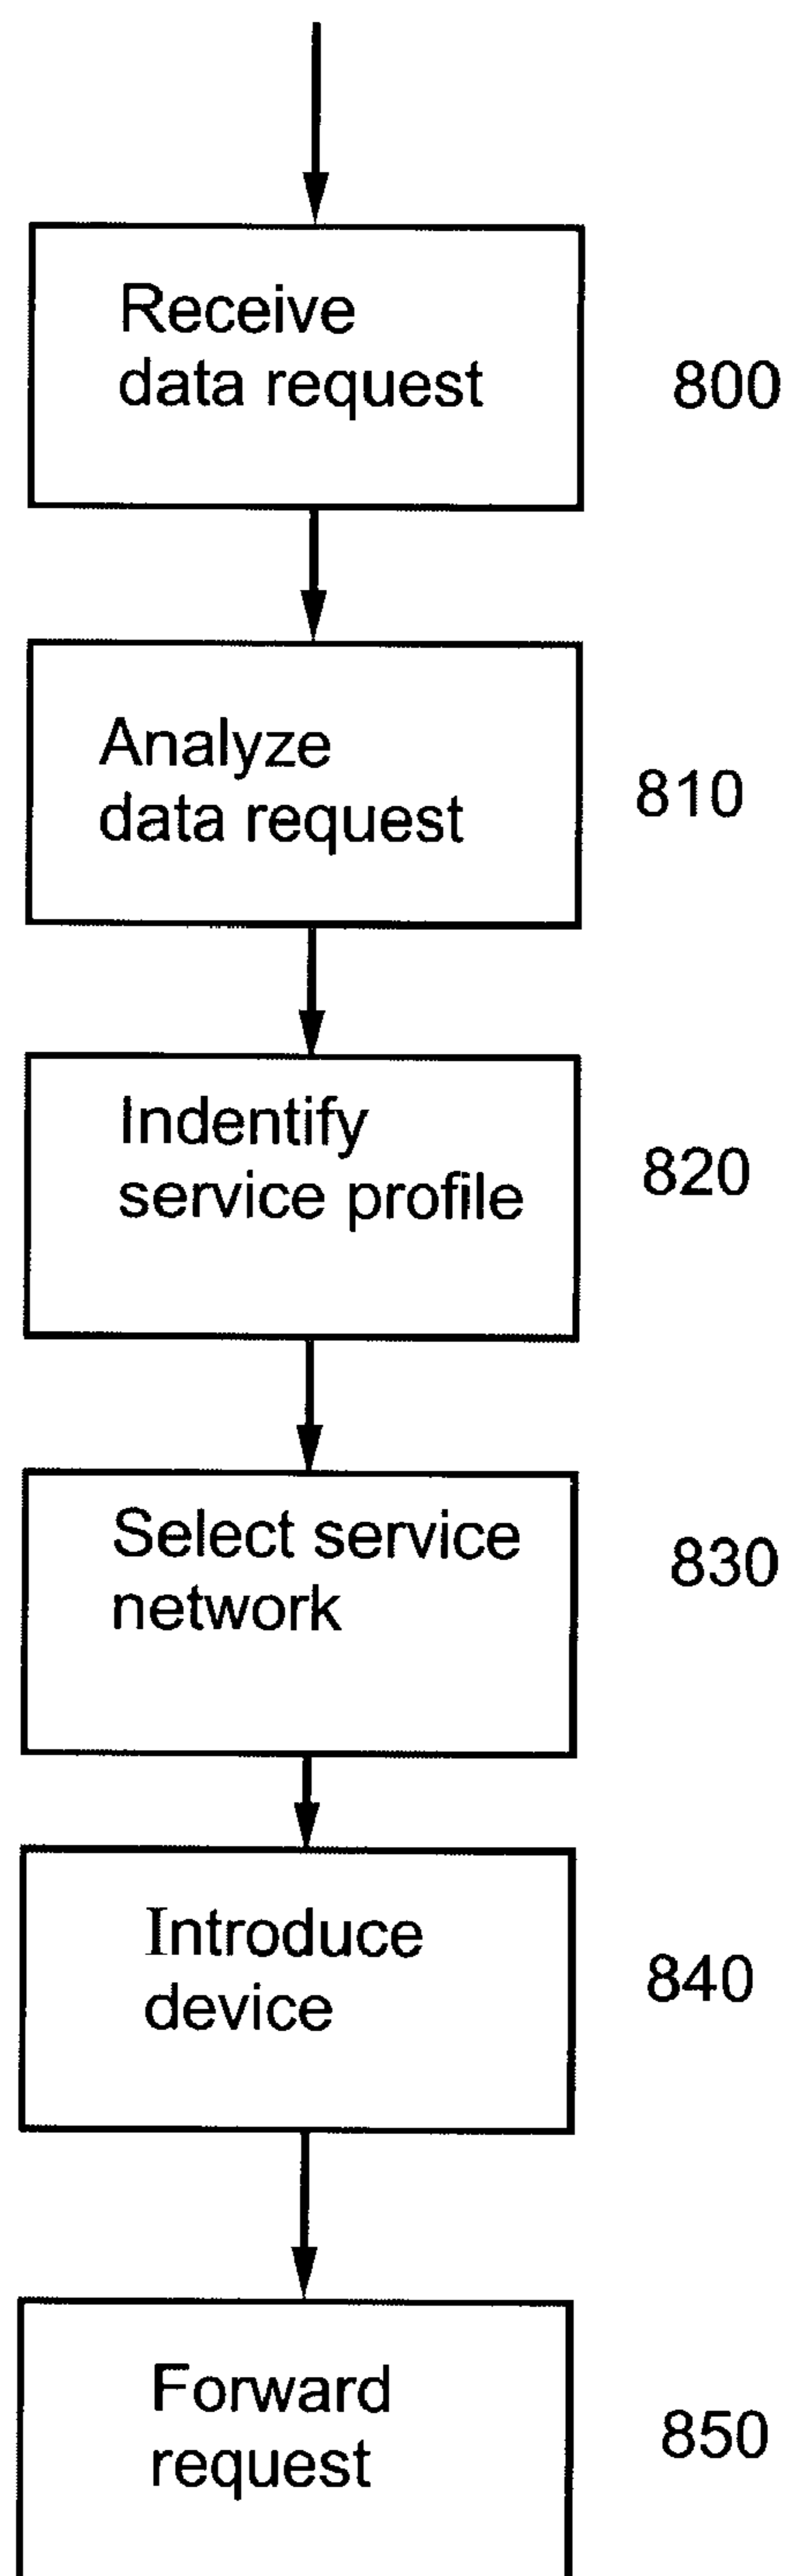 Receive
data request
800
Analyze
data request
810
Indentify
service profile
820
Select service
network
830
Introduce
device
840
Forward
request
850